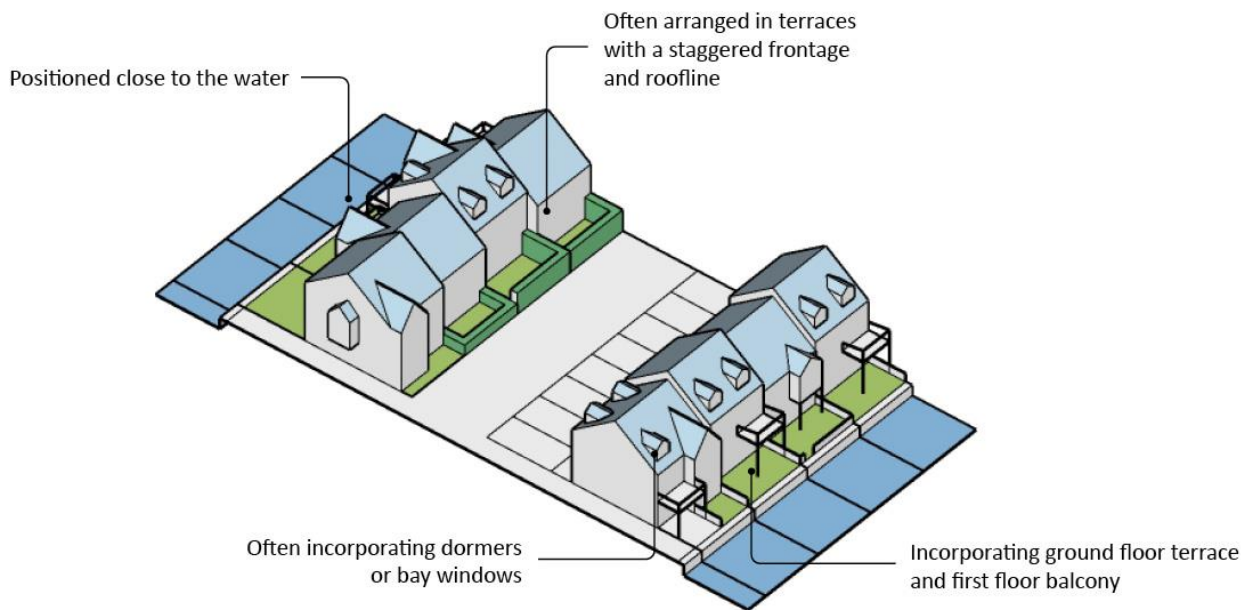 Often arranged in terraces
with a staggered frontage
and roofline
Positioned close to the water
Often incorporating dormers
or bay windows
Incorporating ground floor terrace
and first floor balcony